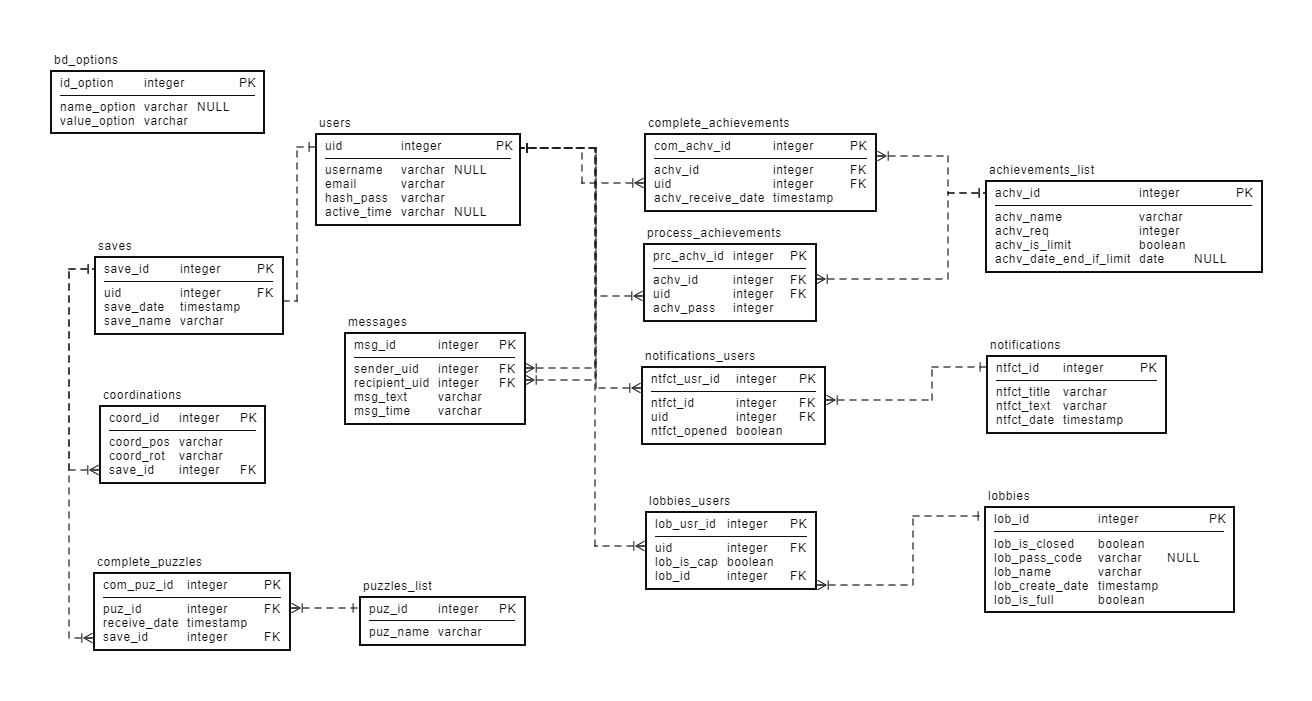 bd_options
id_option integer PK
name_option varchar NULL
value_option varchar
users
uid integer PK
username varchar NULL
email varchar
hash_pass varchar
active_time varchar NULL
complete_achievements
com_achv_id integer PK
achv_id integer FK
uid integer FK
achv_receive_date timestamp
achievements_list
achv_id integer PK
achv_name varchar
achv_req integer
achv_is_limit boolean
achv_date_end_if_limit date NULL
process_achievements
prc_achv_id integer PK
achv_id integer FK
uid integer FK
achv_pass integer
saves
save_id integer PK
uid integer FK
save_date timestamp
save_name varchar
messages
msg_id integer PK
sender_uid integer FK
recipient_uid integer FK
msg_text varchar
msg_time varchar
notifications_users
ntfct_usr_id integer PK
ntfct_id integer FK
uid integer FK
ntfct_opened boolean
notifications
ntfct_id integer PK
ntfct_title varchar
ntfct_text varchar
ntfct_date timestamp
coordinations
coord_id integer PK
coord_pos varchar
coord_rot varchar
save_id integer FK
lobbies_users
lob_usr_id integer PK
uid integer FK
lob_is_cap boolean
lob_id integer FK
lobbies
lob_id integer PK
lob_is_closed boolean
lob_pass_code varchar NULL
lob_name varchar
lob_create_date timestamp
lob_is_full boolean
complete_puzzles
com_puz_id integer PK
puz_id integer FK
receive_date timestamp
save_id integer FK
puzzles_list
puz_id integer PK
puz_name varchar